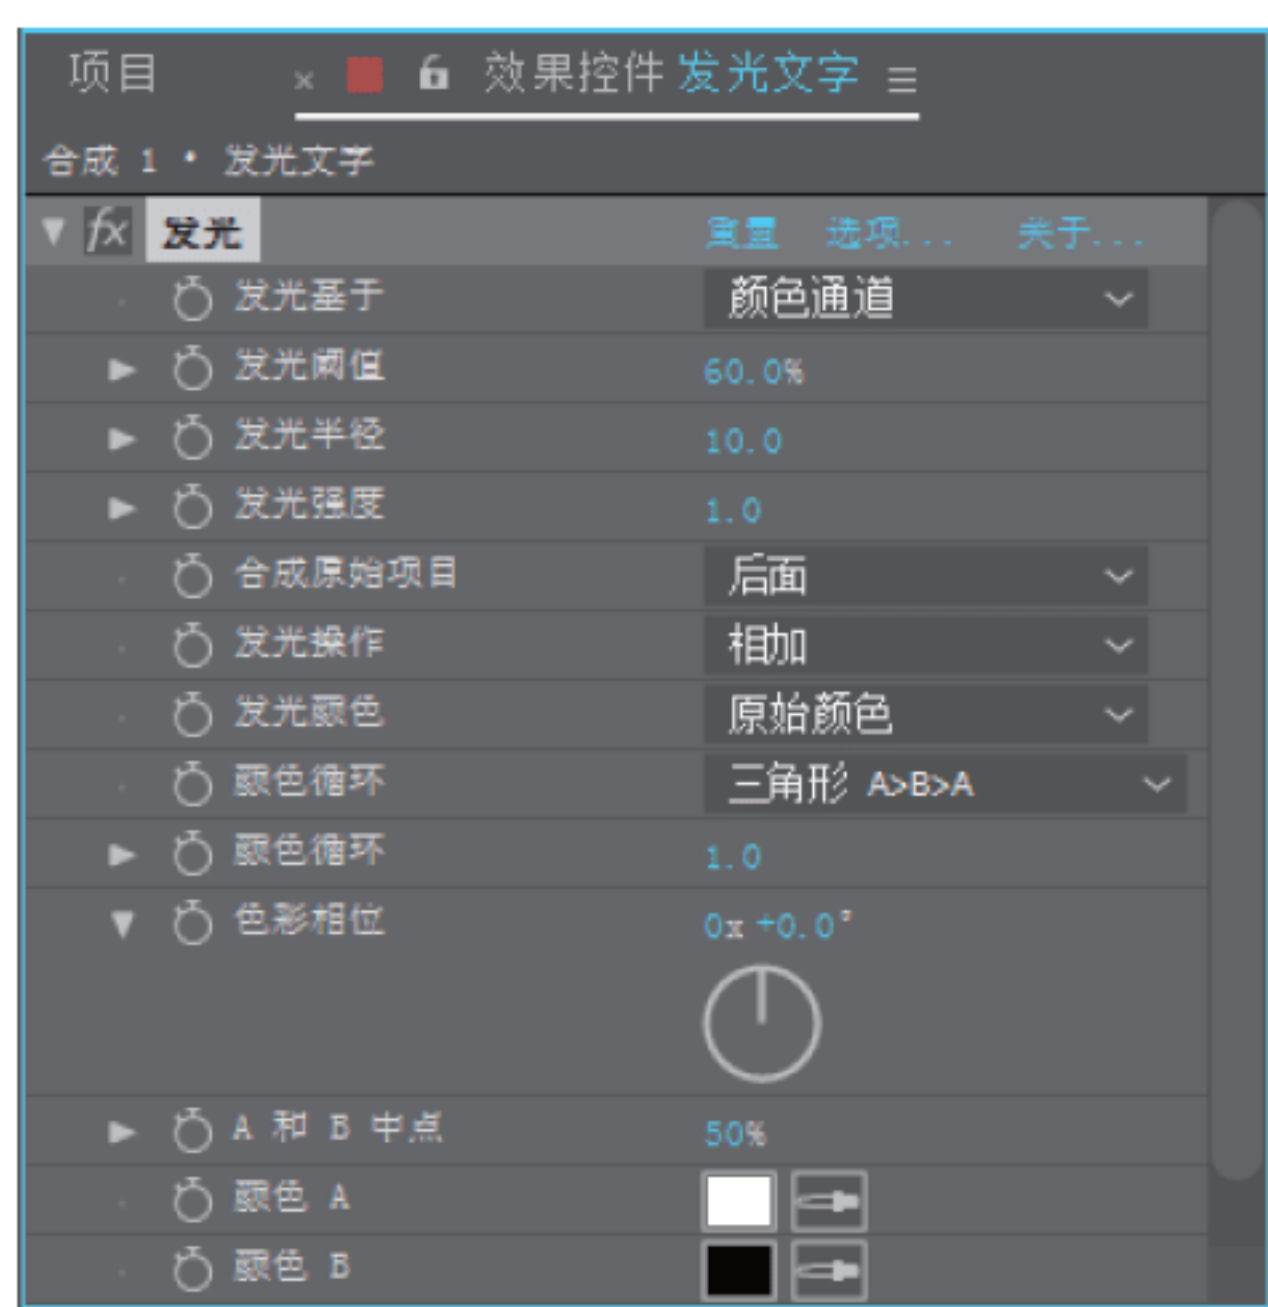 项目 × 效果控件 发光文字 ≡
合成 1 • 发光文字
fx 发光 重置 选项... 关于...
发光基于 颜色通道
发光阈值 60.0%
发光半径 10.0
发光强度 1.0
合成原始项目 后面
发光操作 相加
发光颜色 原始颜色
颜色循环 三角形 A>B>A
颜色循环 1.0
色彩相位 0x +0.0°
A 和 B 中点 50%
颜色 A
颜色 B